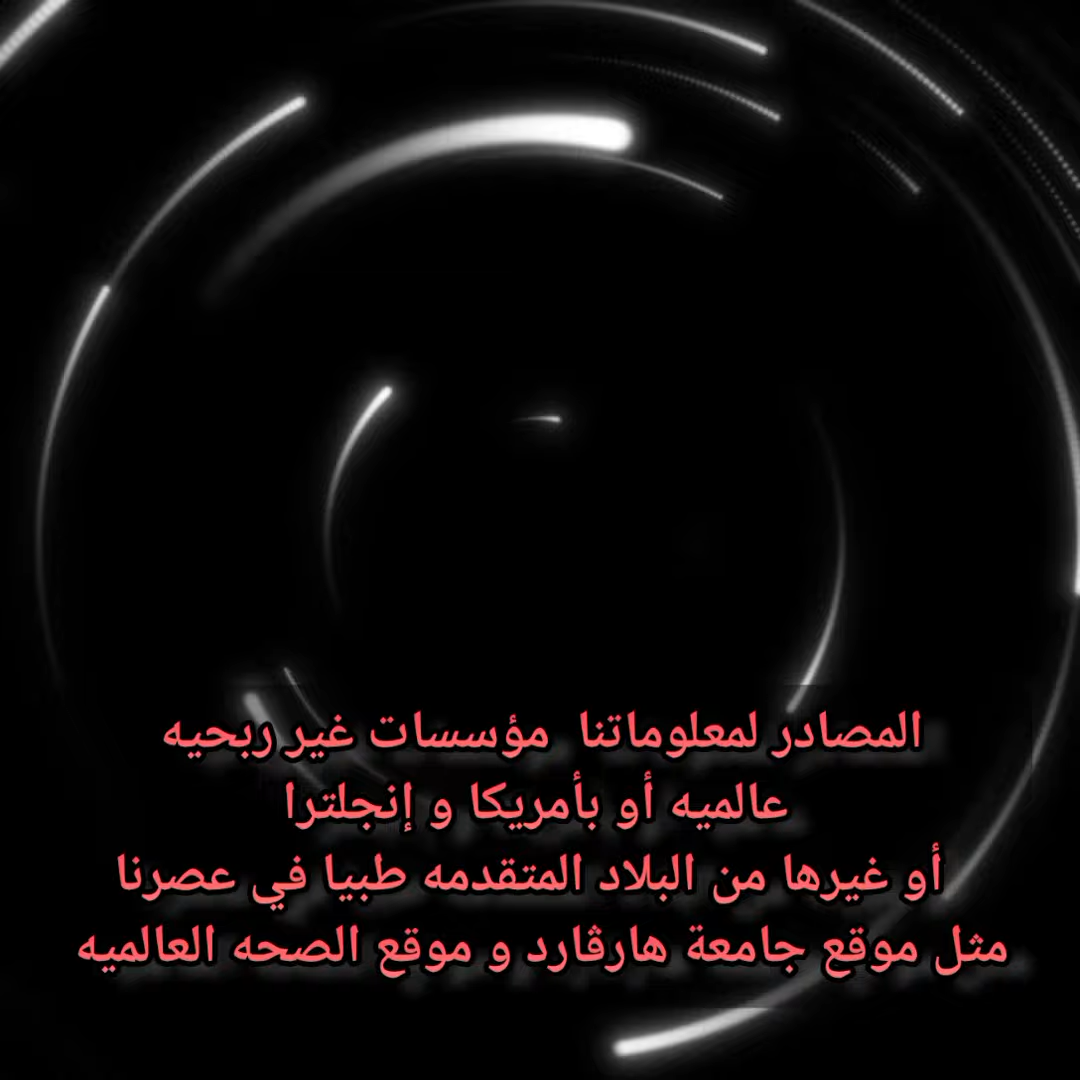 المصادر لمعلوماتنا مؤسسات غير ربحيه
عالميه أو بأمريكا و إنجلترا
أو غيرها من البلاد المتقدمه طبيا في عصرنا
مثل موقع جامعة هارڤارد و موقع الصحه العالميه